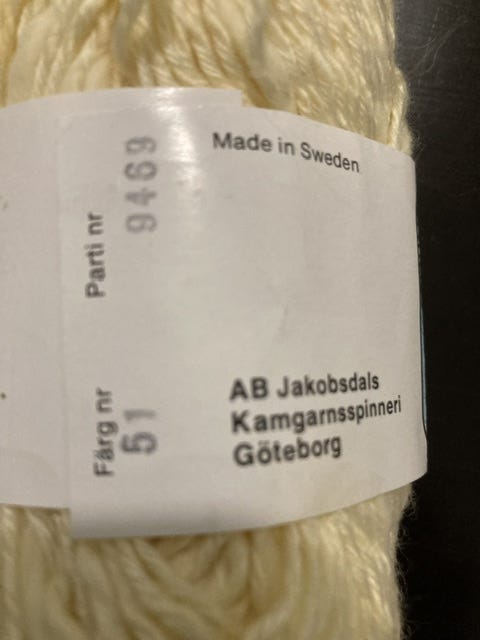 Made in Sweden
Parti nr
9469
Färg nr
51
AB Jakobsdals
Kamgarnsspinneri
Göteborg